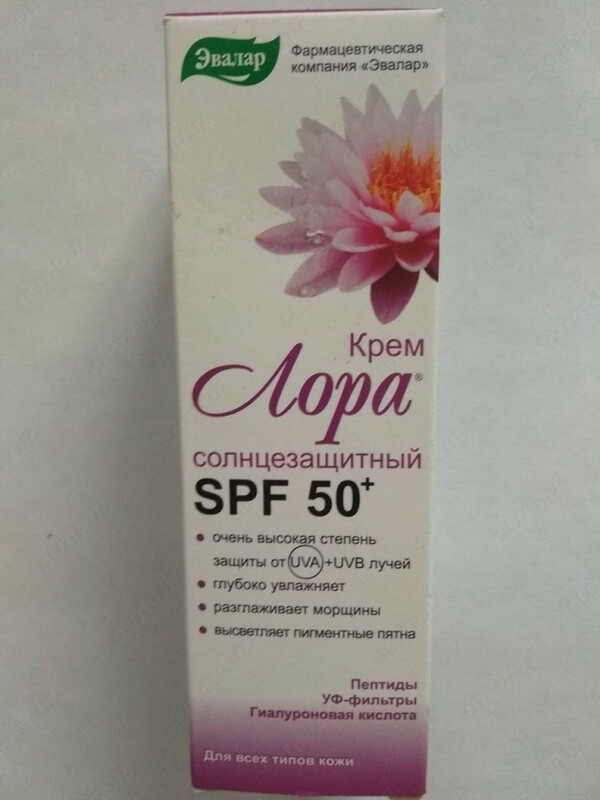 Эвалар
Фармацевтическая
компания «Эвалар»
Крем
Лора®
солнцезащитный
SPF 50+
• очень высокая степень
защиты от UVA+UVB лучей
• глубоко увлажняет
• разглаживает морщины
• высветляет пигментные пятна
Пептиды
УФ-фильтры
Гиалуроновая кислота
Для всех типов кожи